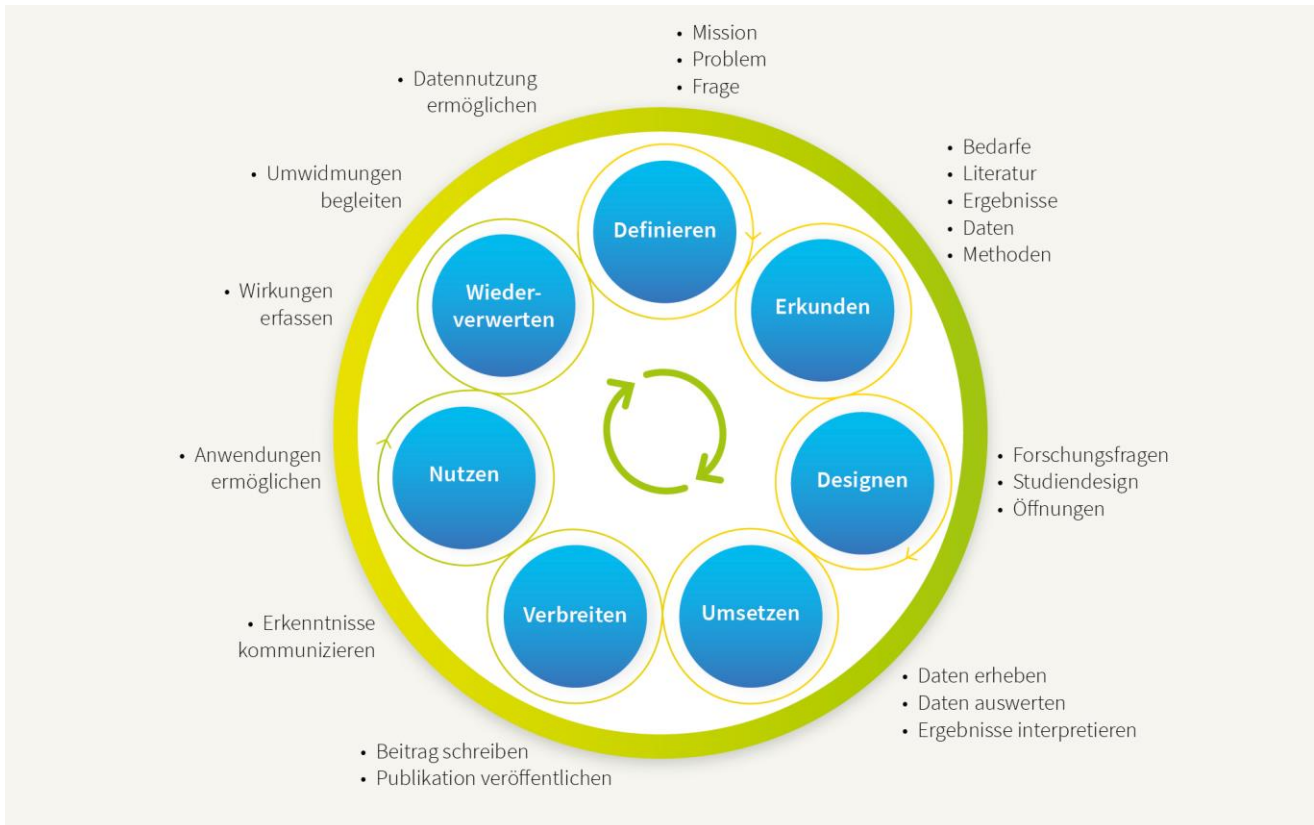 • Mission
• Problem
• Frage
• Bedarfe
• Literatur
• Ergebnisse
• Daten
• Methoden
• Forschungsfragen
• Studiendesign
• Öffnungen
• Daten erheben
• Daten auswerten
• Ergebnisse interpretieren
• Beitrag schreiben
• Publikation veröffentlichen
• Erkenntnisse
kommunizieren
• Anwendungen
ermöglichen
• Wirkungen
erfassen
• Umwidmungen
begleiten
• Datennutzung
ermöglichen
Definieren
Erkunden
Designen
Umsetzen
Verbreiten
Nutzen
Wieder-
verwerten